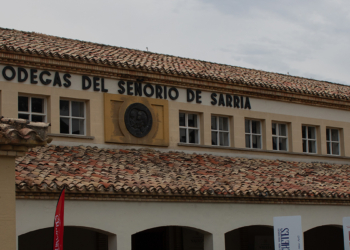 ODEGAS DEL SEÑORIO DE SARRIA